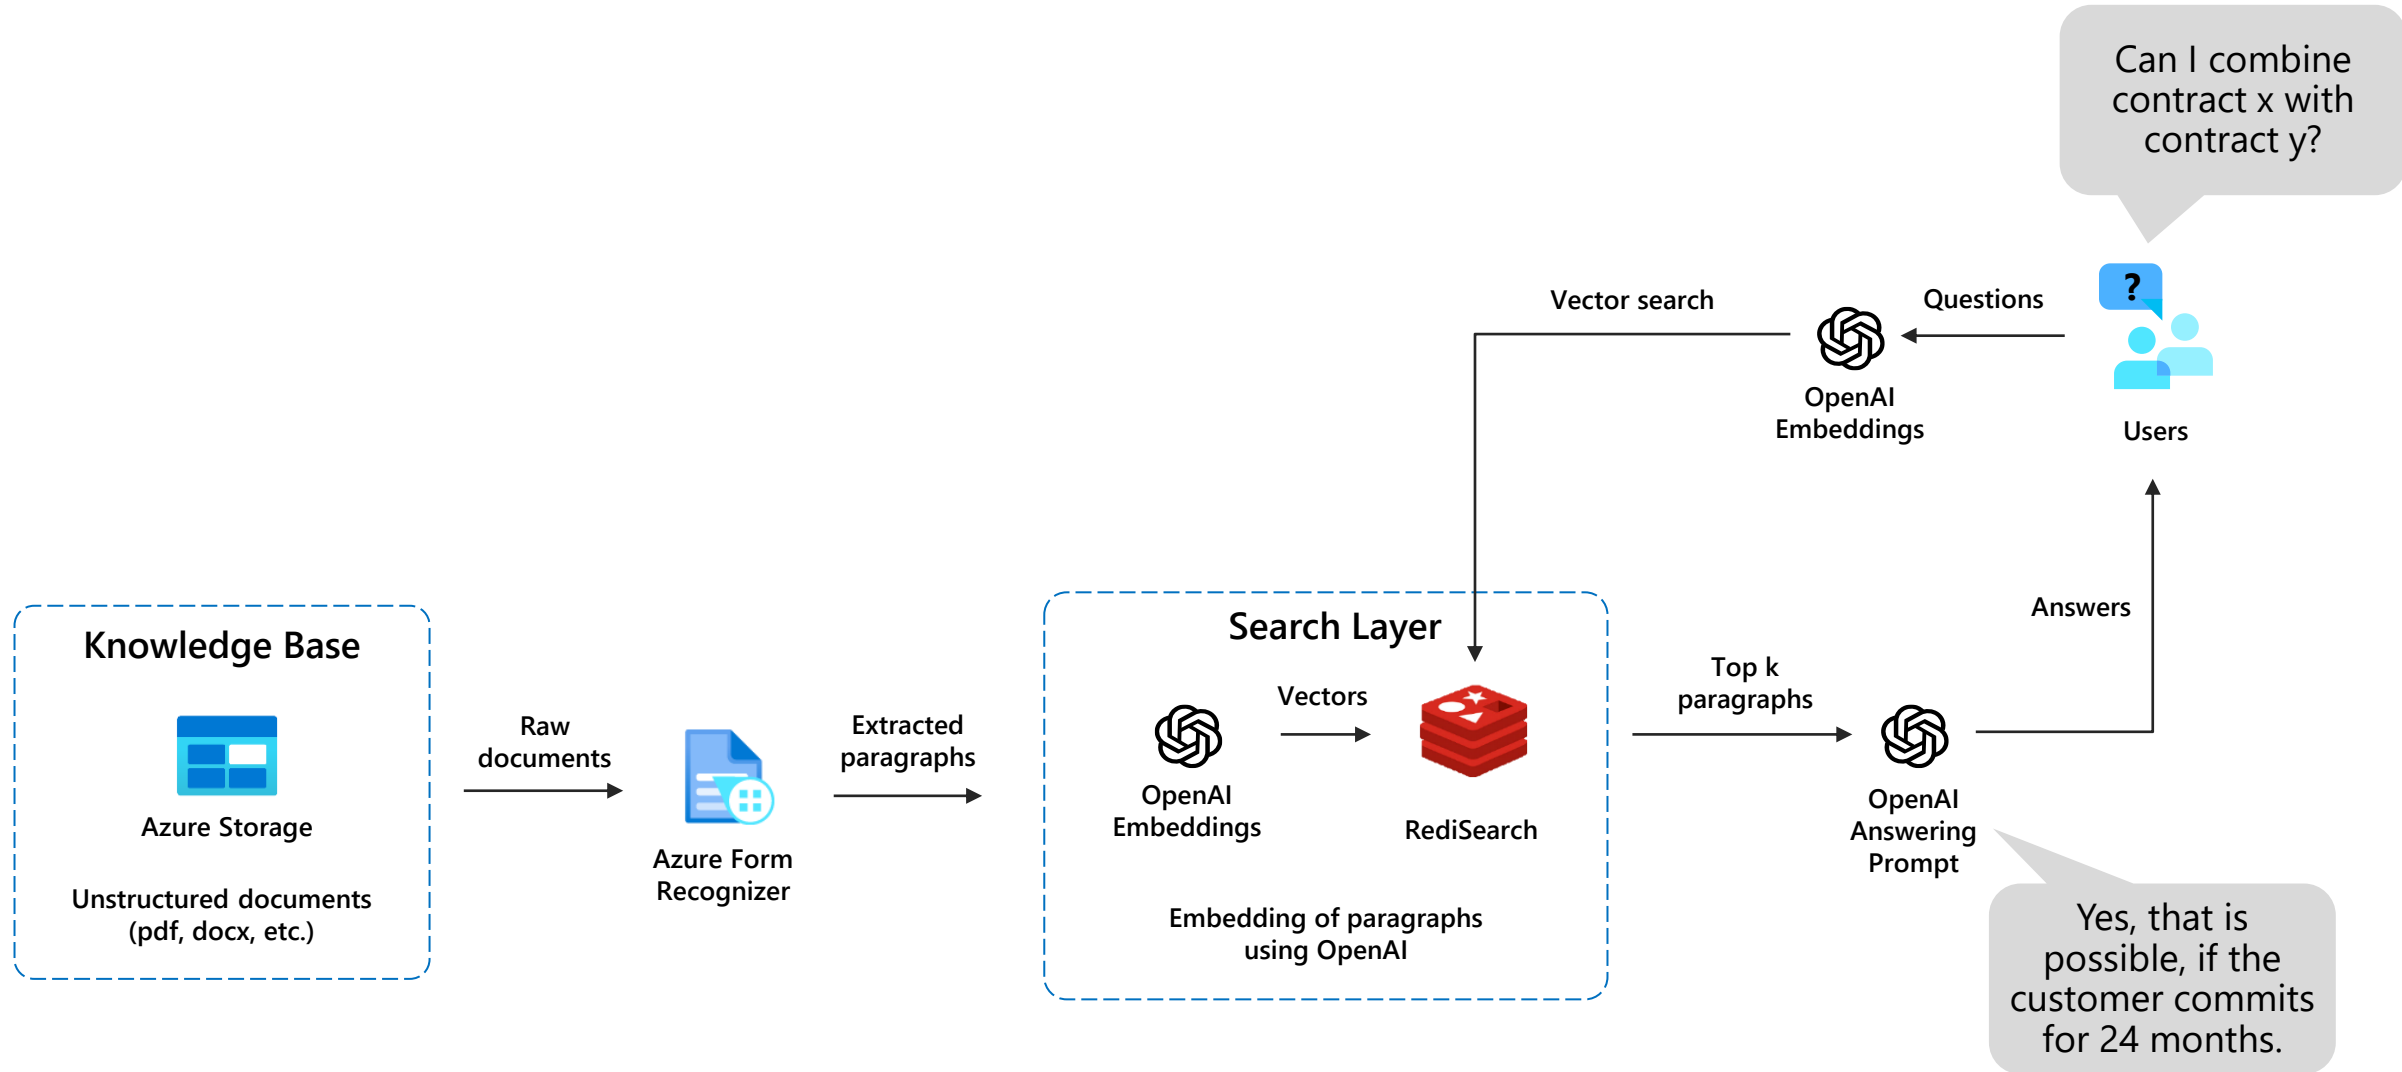 Can I combine
contract x with
contract y?
?
Vector search
Questions
OpenAI
Embeddings
Users
Answers
Knowledge Base
Azure Storage
Unstructured documents
(pdf, docx, etc.)
Raw
documents
Azure Form
Recognizer
Extracted
paragraphs
Search Layer
Vectors
OpenAI
Embeddings
RediSearch
Embedding of paragraphs
using OpenAI
Top k
paragraphs
OpenAI
Answering
Prompt
Yes, that is
possible, if the
customer commits
for 24 months.